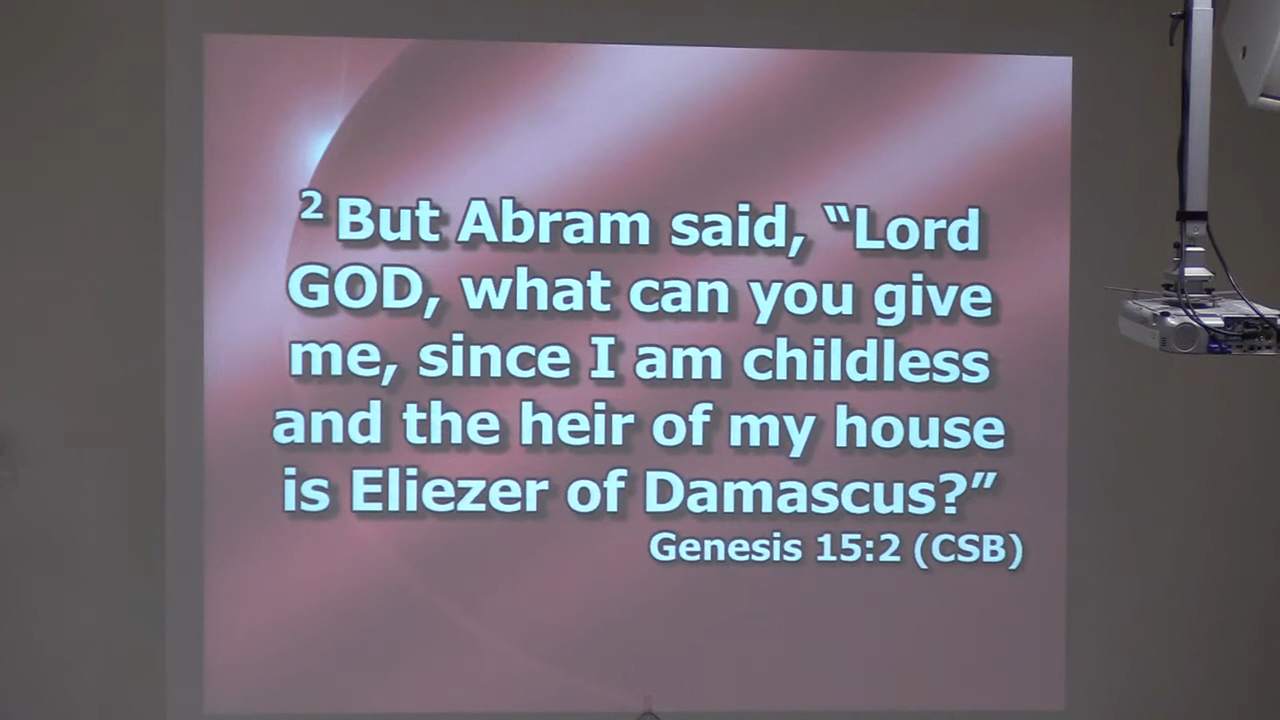 ² But Abram said, “Lord
GOD, what can you give
me, since I am childless
and the heir of my house
is Eliezer of Damascus?”
Genesis 15:2 (CSB)